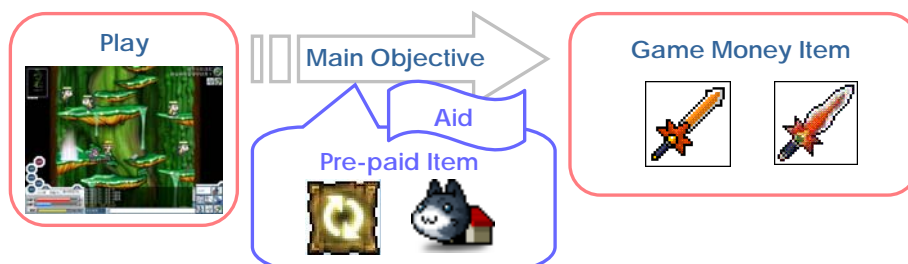 Play
Main Objective
Game Money Item
Aid
Pre-paid Item